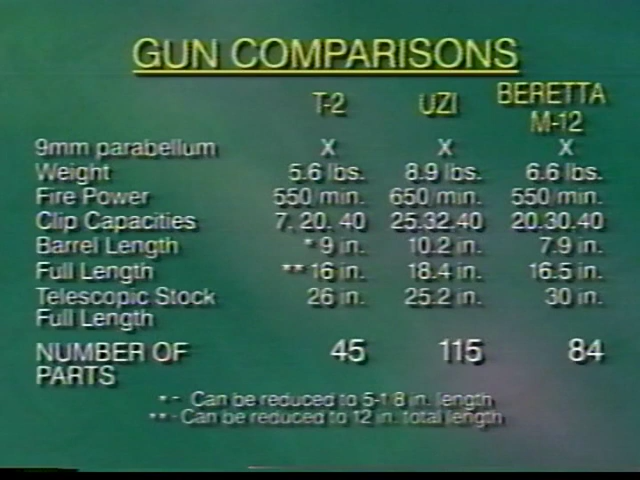 GUN COMPARISONS
T-2 UZI BERETTA M-12
9mm parabellum X X X
Weight 5.6 lbs. 8.9 lbs. 6.6 lbs.
Fire Power 550 min. 650 min. 550 min.
Clip Capacities 7. 20. 40 25.32.40 20.30.40
Barrel Length * 9 in. 10.2 in. 7.9 in.
Full Length ** 16 in. 18.4 in. 16.5 in.
Telescopic Stock 26 in. 25.2 in. 30 in.
Full Length
NUMBER OF 45 115 84
PARTS
* - Can be reduced to 5-1/8 in. length
** - Can be reduced to 12 in. total length